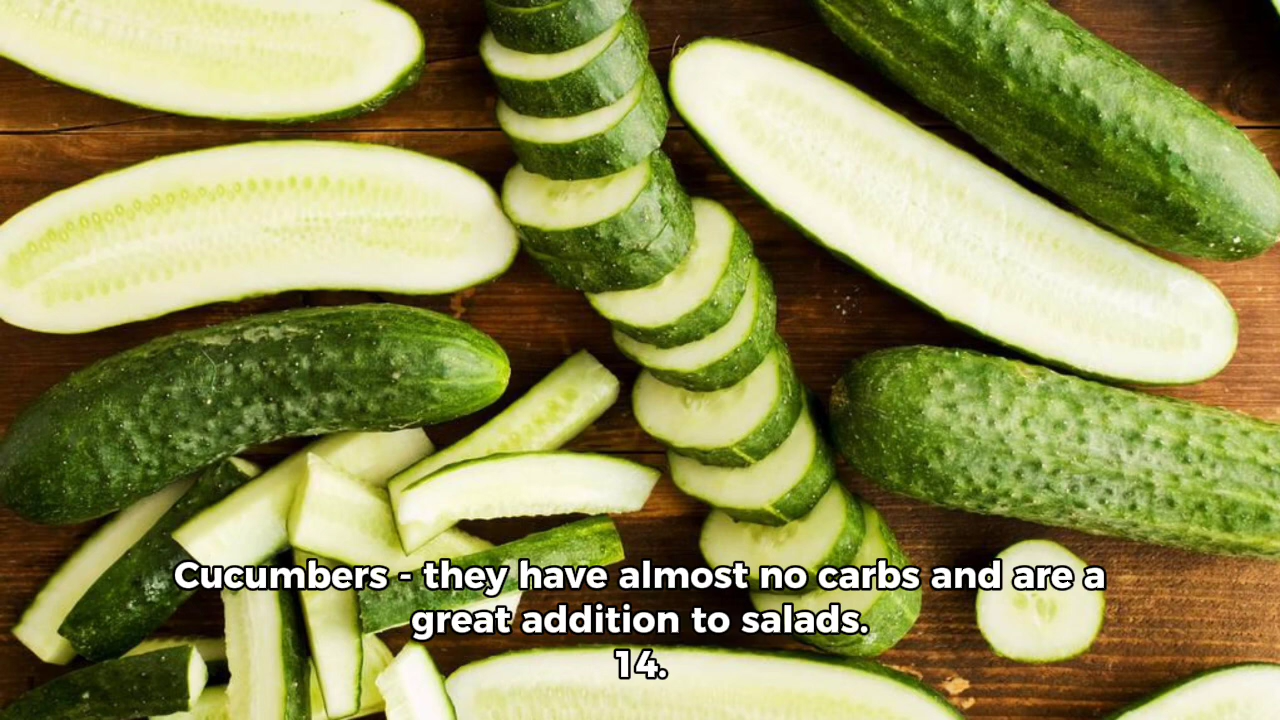 Cucumbers - they have almost no carbs and are a
great addition to salads.
14.